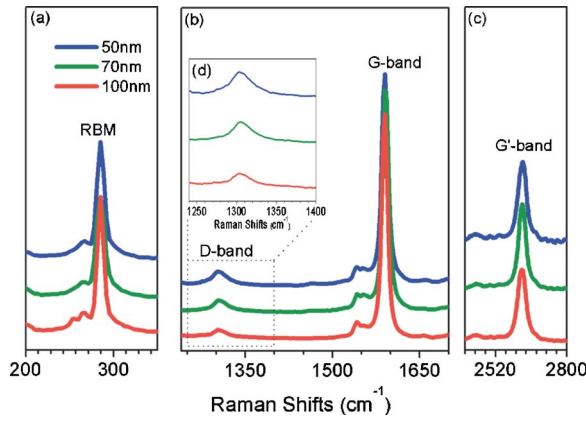 (a)
50nm
70nm
100nm
RBM
200 300
(b)
G-band
(d)
1250 1300 1350 1400
Raman Shifts (cm⁻¹)
D-band
1350 1500 1650
(c)
G'-band
2520 2800
Raman Shifts (cm⁻¹)